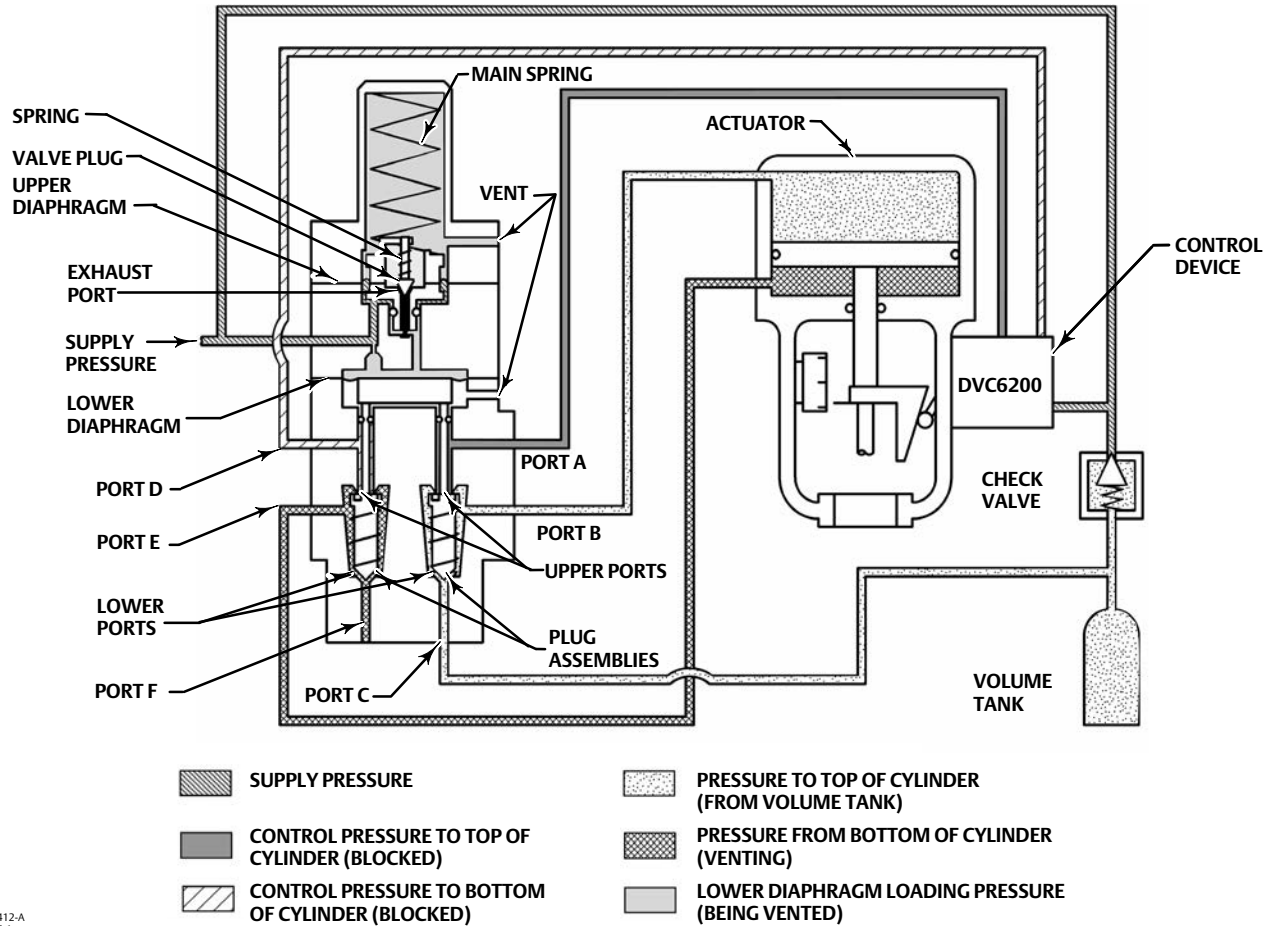 MAIN SPRING
SPRING
VALVE PLUG
UPPER
DIAPHRAGM
EXHAUST
PORT
SUPPLY
PRESSURE
LOWER
DIAPHRAGM
PORT D
PORT E
LOWER
PORTS
PORT F
VENT
ACTUATOR
CONTROL
DEVICE
DVC6200
PORT A
PORT B
UPPER PORTS
PLUG
ASSEMBLIES
PORT C
CHECK
VALVE
VOLUME
TANK
SUPPLY PRESSURE
CONTROL PRESSURE TO TOP OF
CYLINDER (BLOCKED)
CONTROL PRESSURE TO BOTTOM
OF CYLINDER (BLOCKED)
PRESSURE TO TOP OF CYLINDER
(FROM VOLUME TANK)
PRESSURE FROM BOTTOM OF CYLINDER
(VENTING)
LOWER DIAPHRAGM LOADING PRESSURE
(BEING VENTED)
412-A